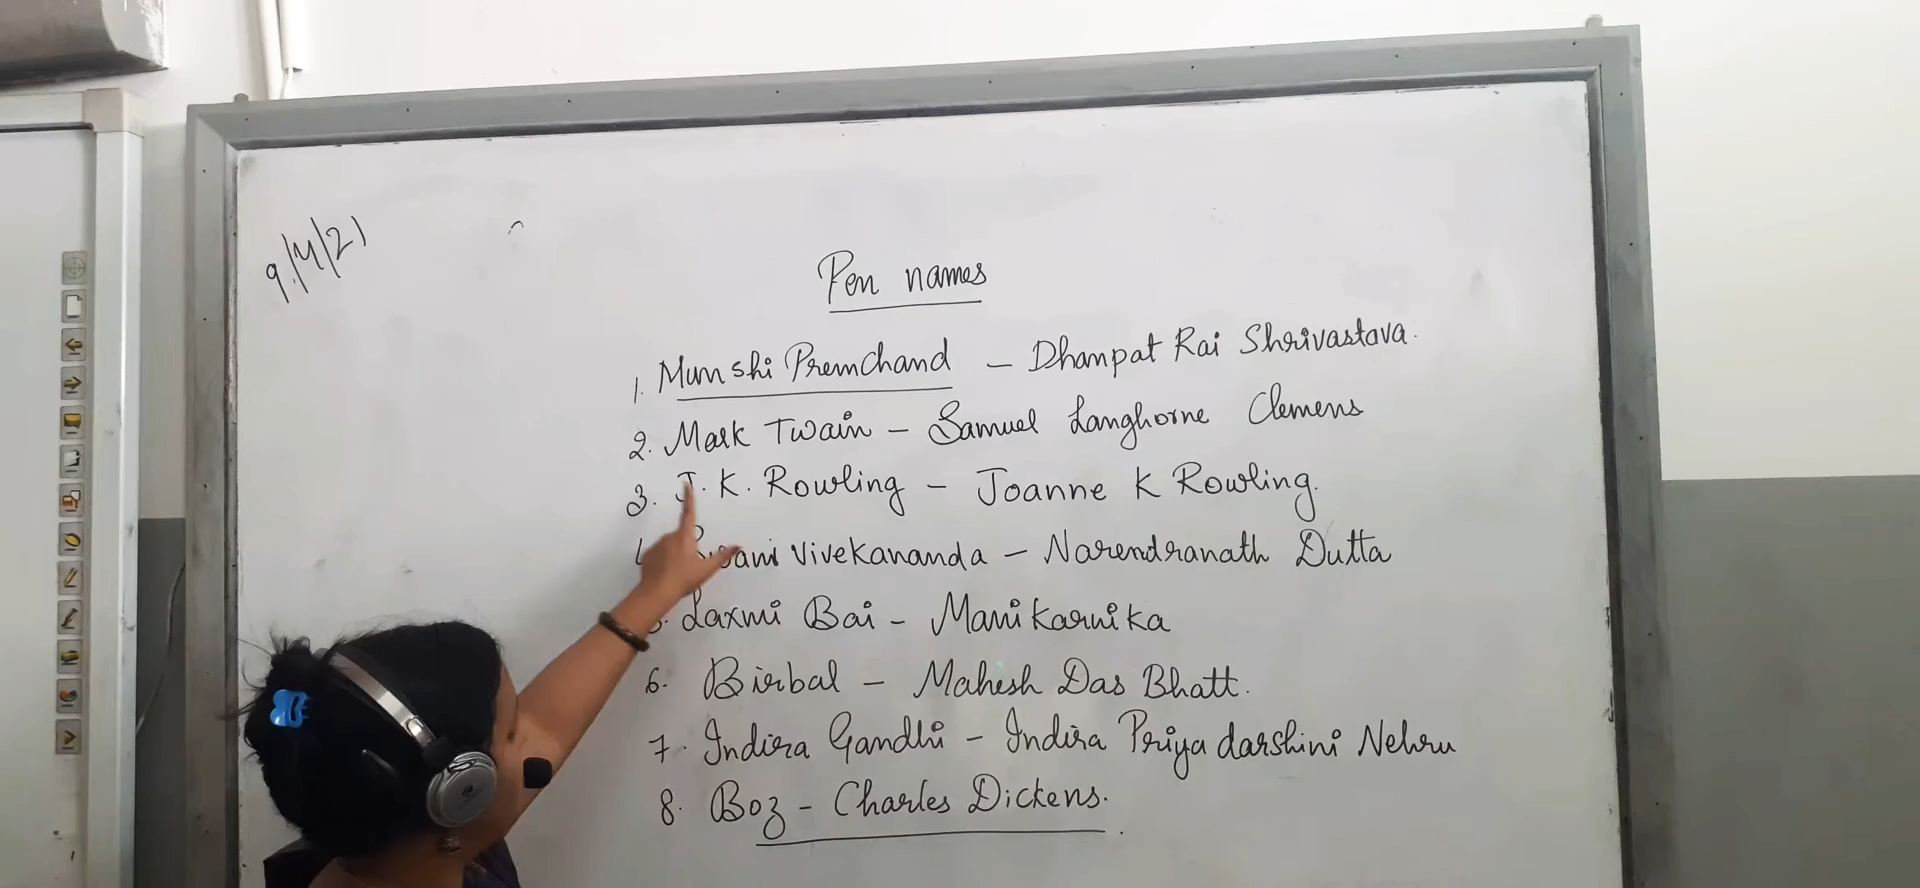 9/4/21
Pen names
1. Munshi Premchand - Dhanpat Rai Shrivastava.
2. Mark Twain - Samuel Langhorne Clemens
3. J. K. Rowling - Joanne K Rowling.
Vivekananda - Narendranath Dutta
Laxmi Bai - Manikarnika
6. Birbal - Mahesh Das Bhatt.
7. Indira Gandhi - Indira Priyadarshini Nehru
8. Boz - Charles Dickens.